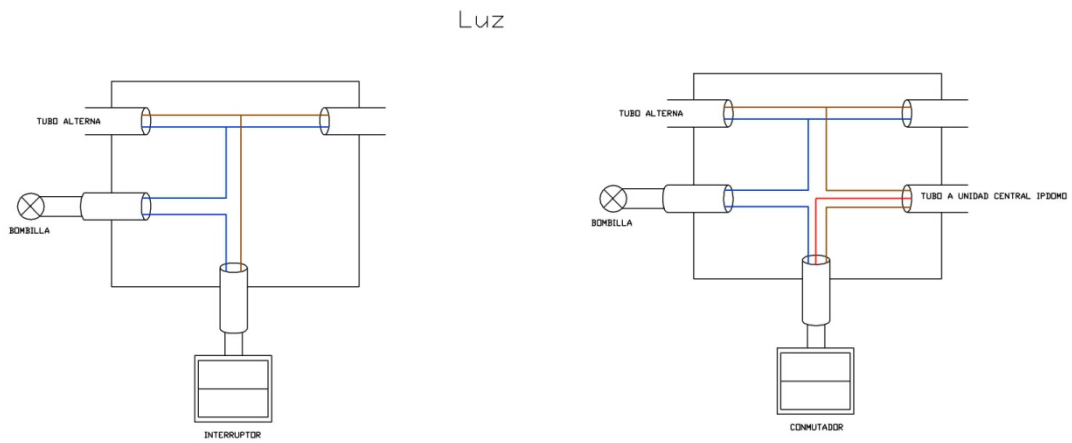 Luz
TUBO ALTERNA
BOMBILLA
INTERRUPTOR
TUBO ALTERNA
TUBO A UNIDAD CENTRAL IPDOMO
BOMBILLA
CONMUTADOR